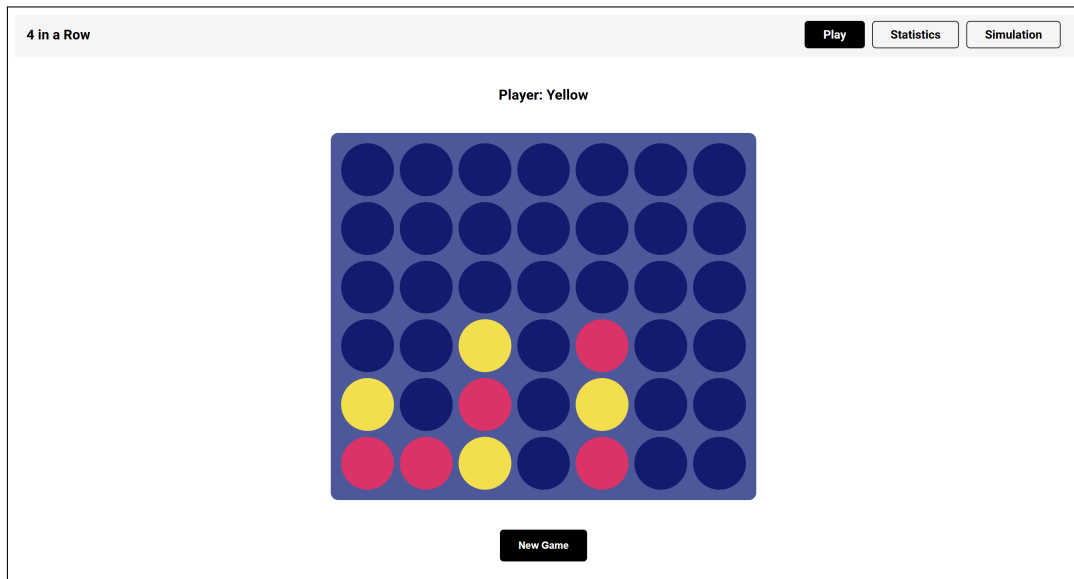 4 in a Row
Play
Statistics
Simulation
Player: Yellow
New Game